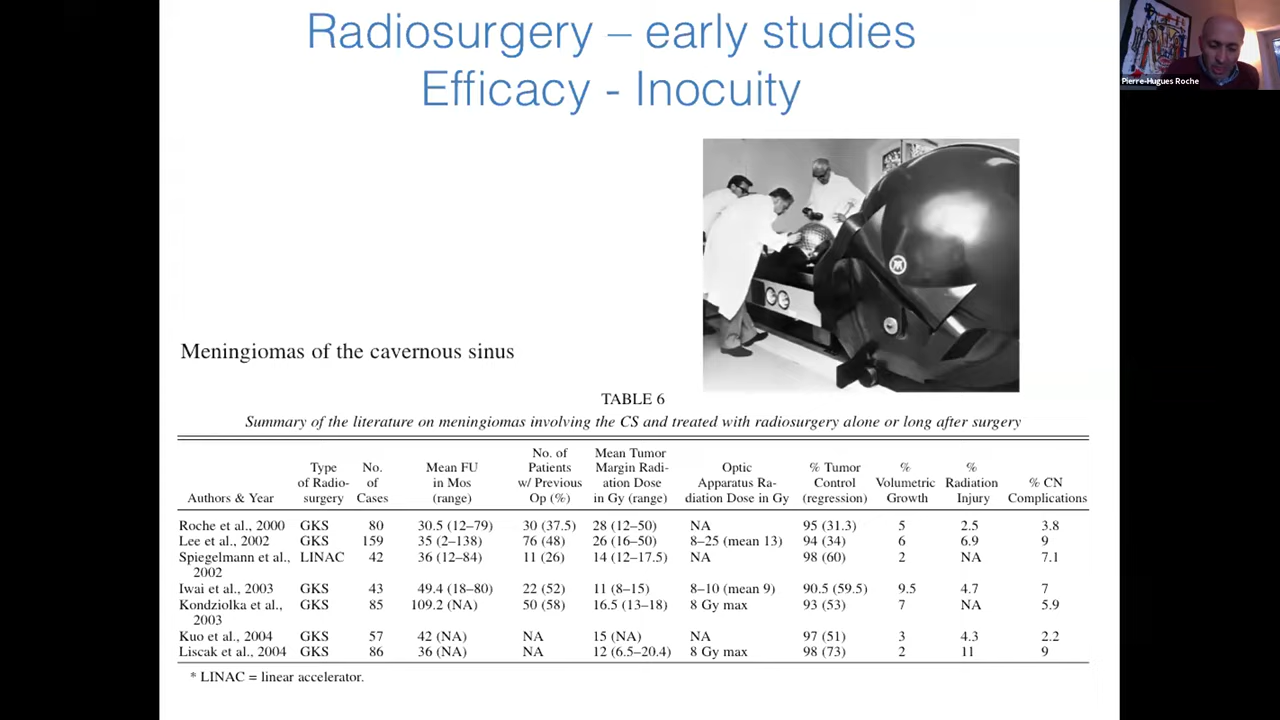 Radiosurgery – early studies
Efficacy - Inocuity
Pierre-Hugues Roche
Meningiomas of the cavernous sinus
TABLE 6
Summary of the literature on meningiomas involving the CS and treated with radiosurgery alone or long after surgery
Authors & Year Type of Radio-surgery No. of Cases Mean FU in Mos (range) No. of Patients w/ Previous Op (%) Mean Tumor Margin Radi-ation Dose in Gy (range) Optic Apparatus Ra-diation Dose in Gy % Tumor Control (regression) % Volumetric Growth % Radiation Injury % CN Complications
Roche et al., 2000 GKS 80 30.5 (12–79) 30 (37.5) 28 (12–50) NA 95 (31.3) 5 2.5 3.8
Lee et al., 2002 GKS 159 35 (2–138) 76 (48) 26 (16–50) 8–25 (mean 13) 94 (34) 6 6.9 9
Spiegelmann et al., LINAC 42 36 (12–84) 11 (26) 14 (12–17.5) NA 98 (60) 2 NA 7.1
2002
Iwai et al., 2003 GKS 43 49.4 (18–80) 22 (52) 11 (8–15) 8–10 (mean 9) 90.5 (59.5) 9.5 4.7 7
Kondziolka et al., GKS 85 109.2 (NA) 50 (58) 16.5 (13–18) 8 Gy max 93 (53) 7 NA 5.9
2003
Kuo et al., 2004 GKS 57 42 (NA) NA 15 (NA) NA 97 (51) 3 4.3 2.2
Liscak et al., 2004 GKS 86 36 (NA) NA 12 (6.5–20.4) 8 Gy max 98 (73) 2 11 9
* LINAC = linear accelerator.